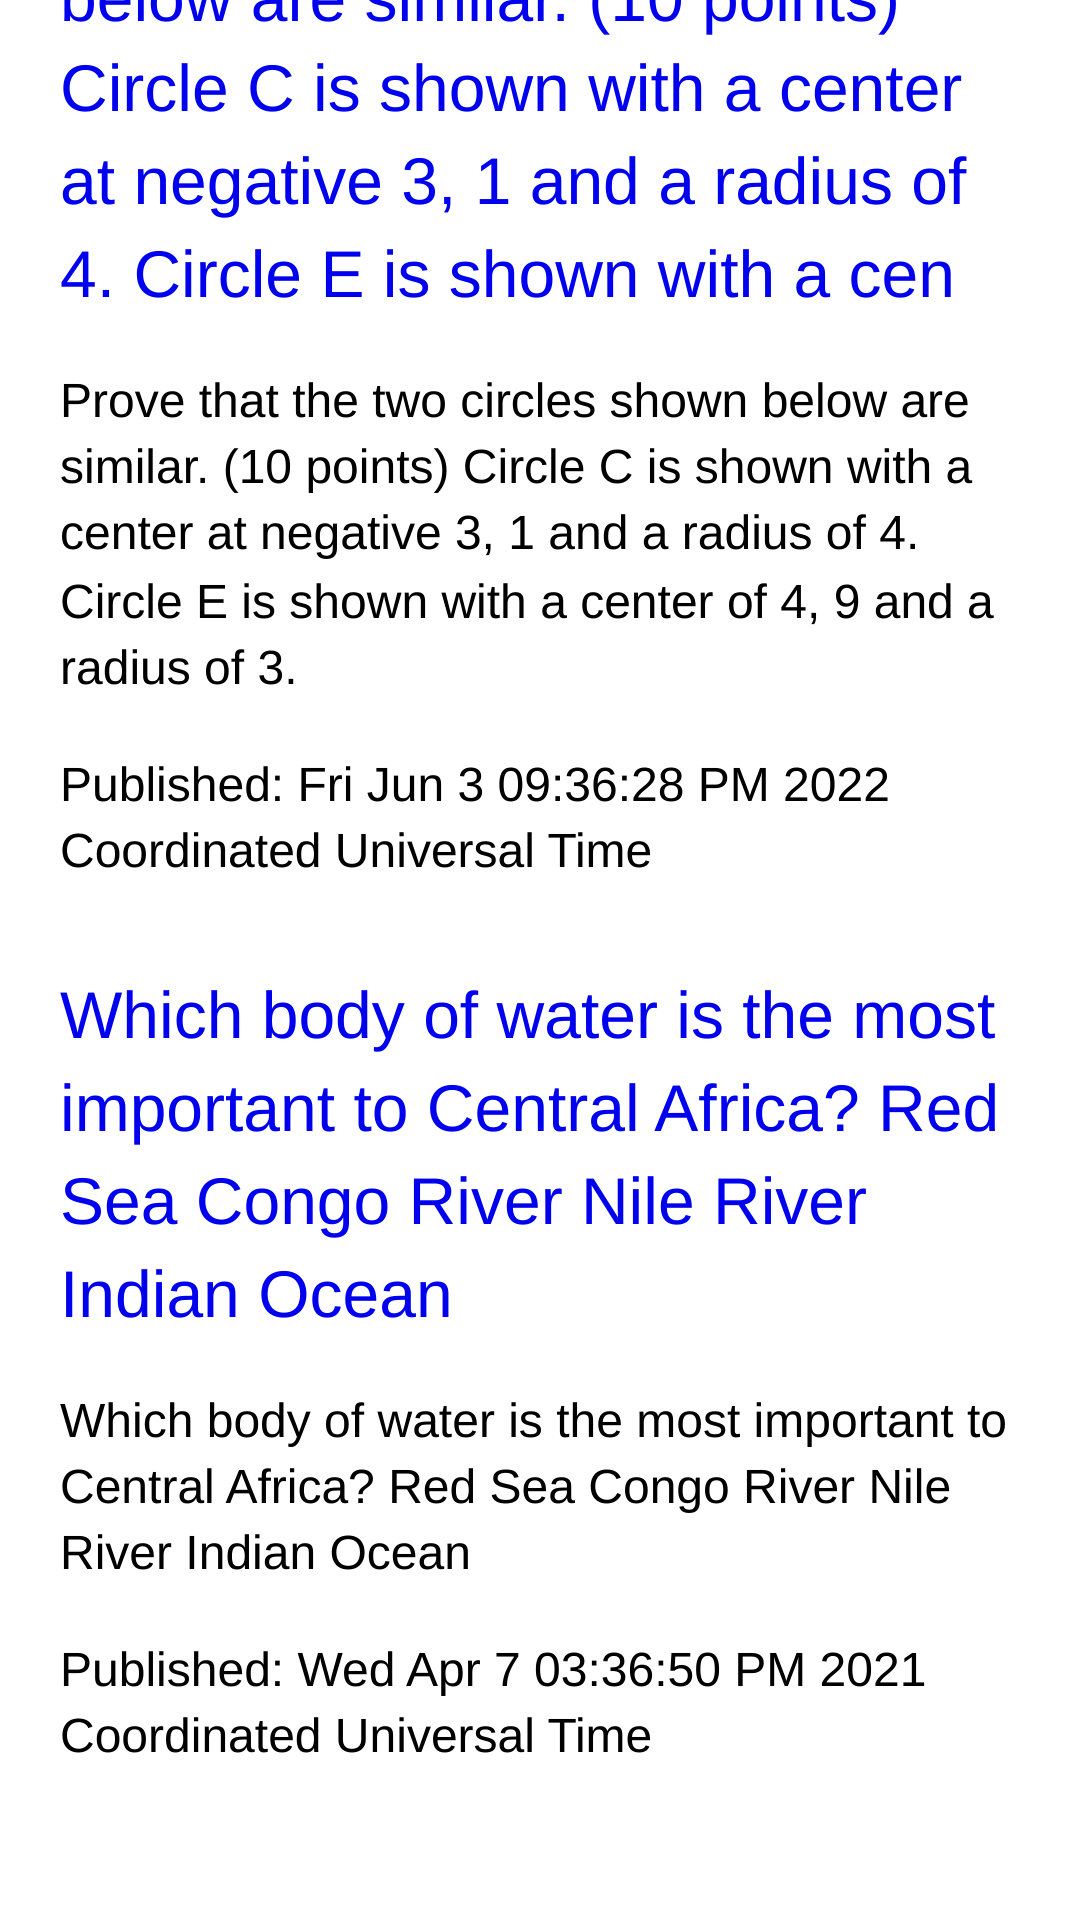 below are similar. (10 points)
Circle C is shown with a center
at negative 3, 1 and a radius of
4. Circle E is shown with a cen
Prove that the two circles shown below are
similar. (10 points) Circle C is shown with a
center at negative 3, 1 and a radius of 4.
Circle E is shown with a center of 4, 9 and a
radius of 3.
Published: Fri Jun 3 09:36:28 PM 2022
Coordinated Universal Time
Which body of water is the most
important to Central Africa? Red
Sea Congo River Nile River
Indian Ocean
Which body of water is the most important to
Central Africa? Red Sea Congo River Nile
River Indian Ocean
Published: Wed Apr 7 03:36:50 PM 2021
Coordinated Universal Time